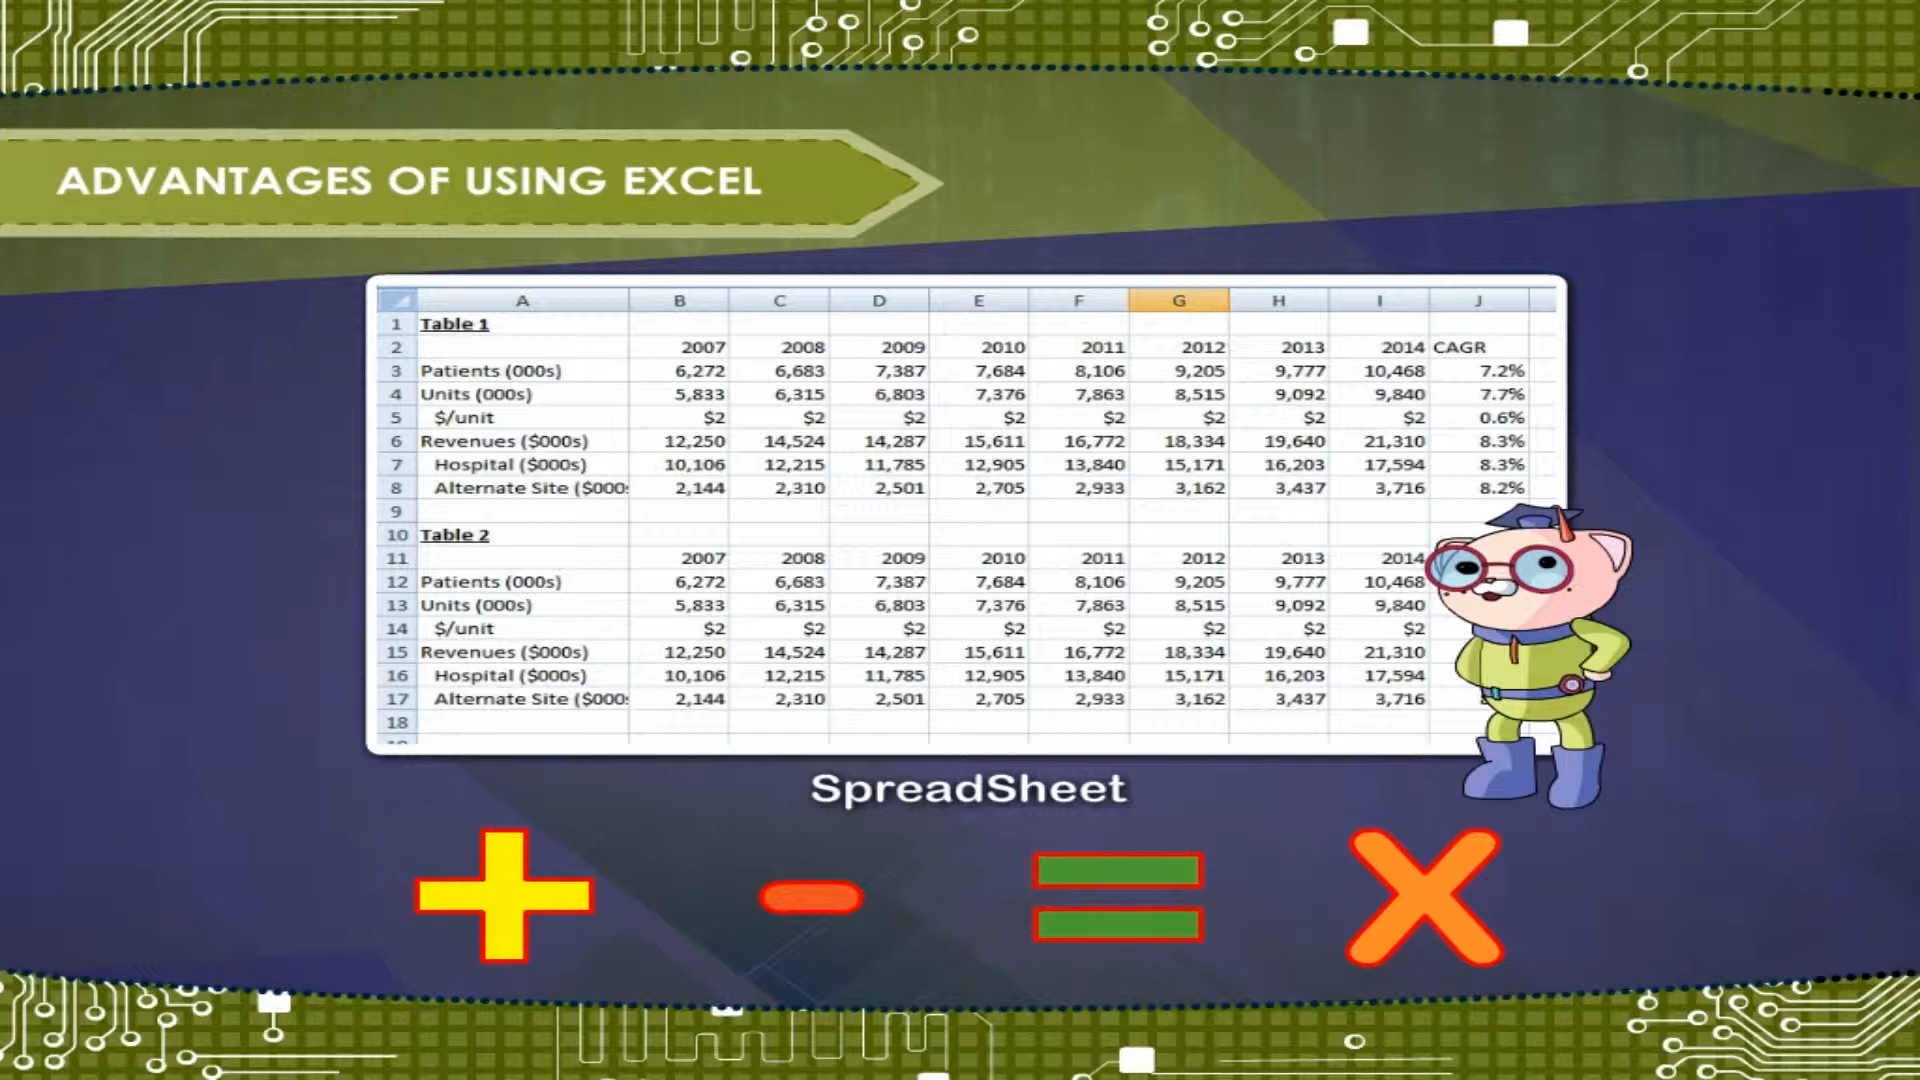 ADVANTAGES OF USING EXCEL
A B C D E F G H I J
1 Table 1
2 2007 2008 2009 2010 2011 2012 2013 2014 CAGR
3 Patients (000s) 6,272 6,683 7,387 7,684 8,106 9,205 9,777 10,468 7.2%
4 Units (000s) 5,833 6,315 6,803 7,376 7,863 8,515 9,092 9,840 7.7%
5 $/unit $2 $2 $2 $2 $2 $2 $2 $2 0.6%
6 Revenues ($000s) 12,250 14,524 14,287 15,611 16,772 18,334 19,640 21,310 8.3%
7 Hospital ($000s) 10,106 12,215 11,785 12,905 13,840 15,171 16,203 17,594 8.3%
8 Alternate Site ($000s 2,144 2,310 2,501 2,705 2,933 3,162 3,437 3,716 8.2%
9
10 Table 2
11 2007 2008 2009 2010 2011 2012 2013 2014
12 Patients (000s) 6,272 6,683 7,387 7,684 8,106 9,205 9,777 10,468
13 Units (000s) 5,833 6,315 6,803 7,376 7,863 8,515 9,092 9,840
14 $/unit $2 $2 $2 $2 $2 $2 $2 $2
15 Revenues ($000s) 12,250 14,524 14,287 15,611 16,772 18,334 19,640 21,310
16 Hospital ($000s) 10,106 12,215 11,785 12,905 13,840 15,171 16,203 17,594
17 Alternate Site ($000s 2,144 2,310 2,501 2,705 2,933 3,162 3,437 3,716
18
SpreadSheet
+ - = X